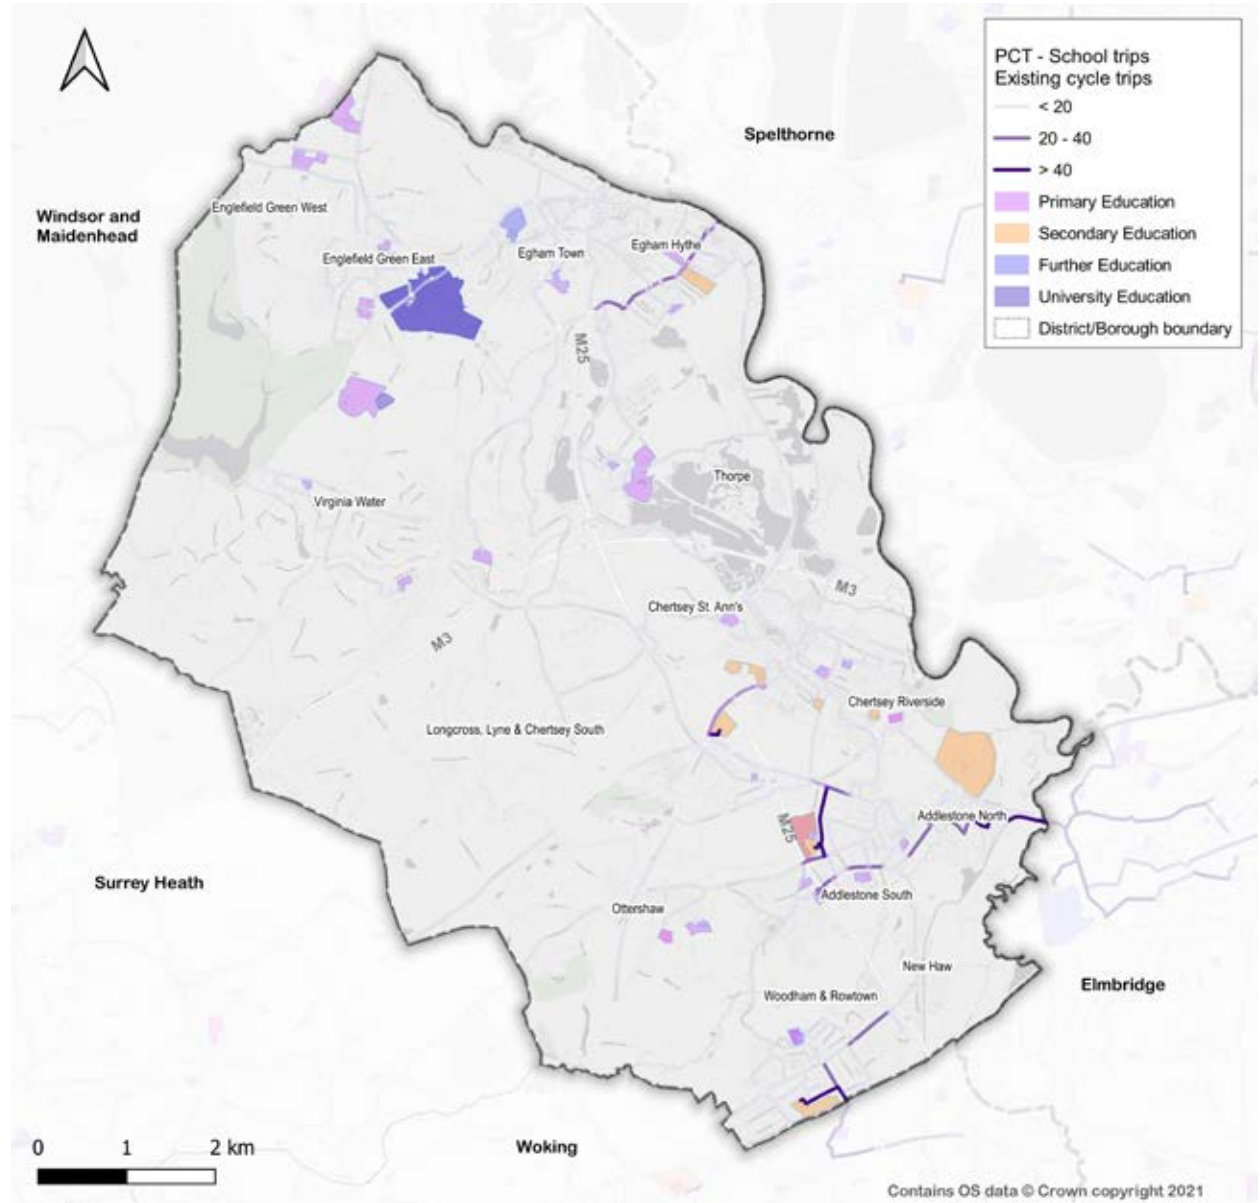 PCT - School trips
Existing cycle trips
< 20
20 - 40
> 40
Primary Education
Secondary Education
Further Education
University Education
District/Borough boundary
Spelthorne
Windsor and
Maidenhead
Englefield Green West
Englefield Green East
Egham Town
Egham Hythe
M25
Thorpe
Virginia Water
M3
Chertsey St. Ann's
M3
Chertsey Riverside
Longcross, Lyne & Chertsey South
M25
Addlestone North
Surrey Heath
Addlestone South
Ottershaw
New Haw
Elmbridge
Woodham & Rowtown
0 1 2 km
Woking
Contains OS data © Crown copyright 2021